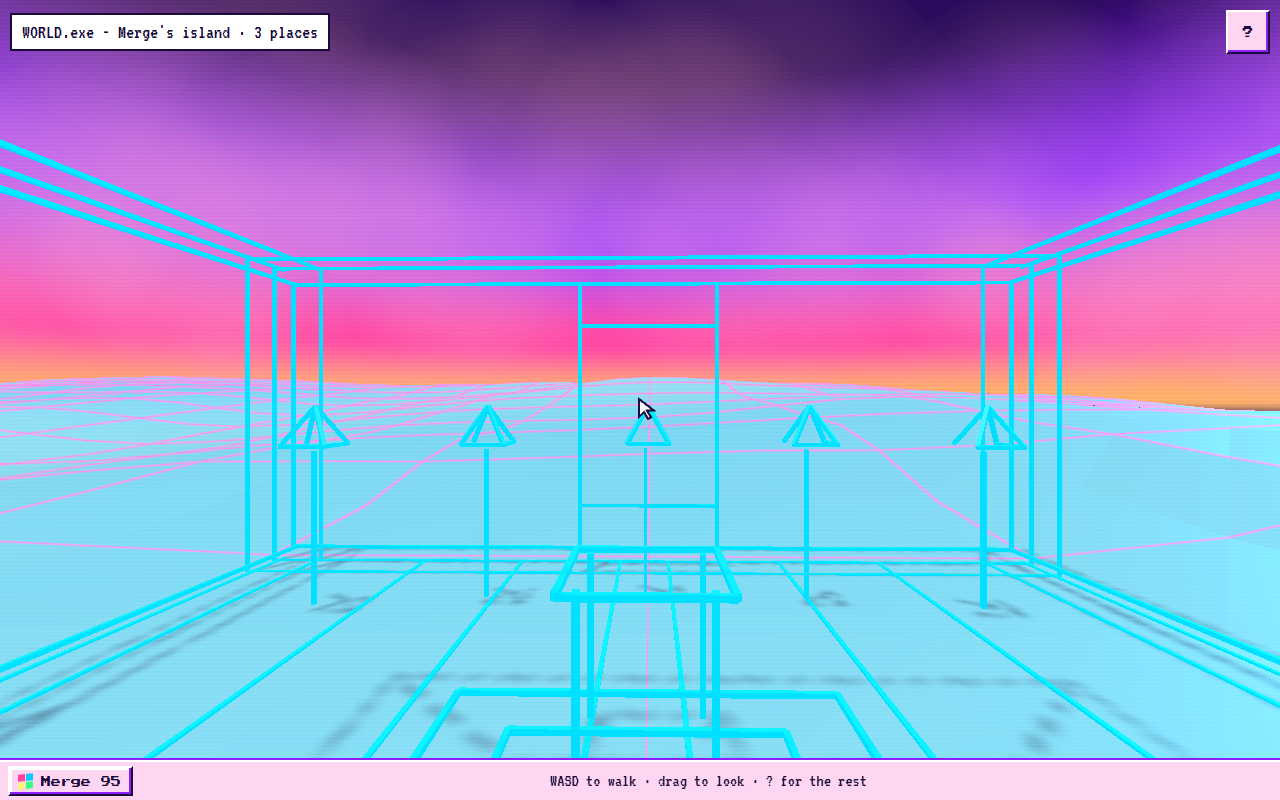 WORLD.exe - Merge's island · 3 places
?
Merge 95
WASD to walk · drag to look · ? for the rest